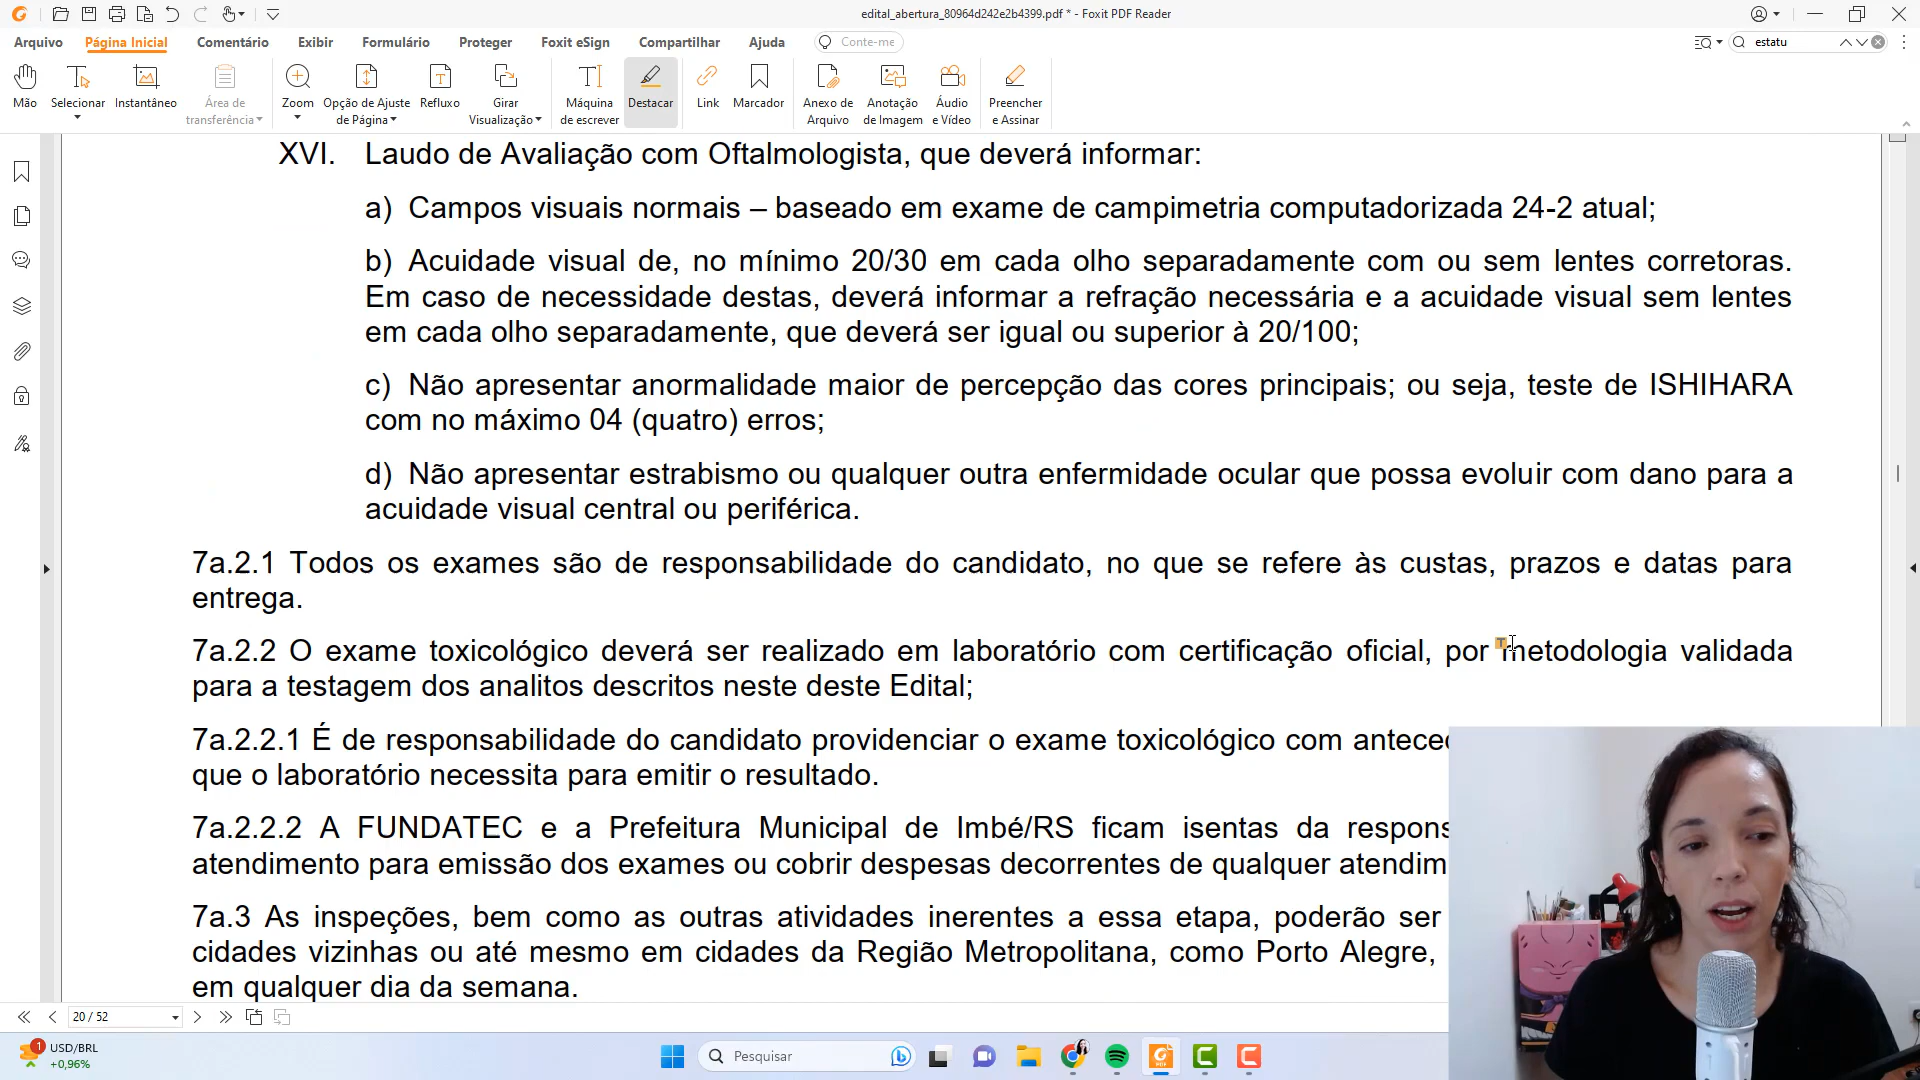 edital_abertura_80964d242e2b4399.pdf * - Foxit PDF Reader
Arquivo Página Inicial Comentário Exibir Formulário Proteger Foxit eSign Compartilhar Ajuda Conte-me estatu
Mão Selecionar Instantâneo Área de transferência Zoom Opção de Ajuste de Página Refluxo Girar Visualização Máquina de escrever Destacar Link Marcador Anexo de Arquivo Anotação de Imagem Áudio e Vídeo Preencher e Assinar
XVI. Laudo de Avaliação com Oftalmologista, que deverá informar:
a) Campos visuais normais – baseado em exame de campimetria computadorizada 24-2 atual;
b) Acuidade visual de, no mínimo 20/30 em cada olho separadamente com ou sem lentes corretoras.
Em caso de necessidade destas, deverá informar a refração necessária e a acuidade visual sem lentes
em cada olho separadamente, que deverá ser igual ou superior à 20/100;
c) Não apresentar anormalidade maior de percepção das cores principais; ou seja, teste de ISHIHARA
com no máximo 04 (quatro) erros;
d) Não apresentar estrabismo ou qualquer outra enfermidade ocular que possa evoluir com dano para a
acuidade visual central ou periférica.
7a.2.1 Todos os exames são de responsabilidade do candidato, no que se refere às custas, prazos e datas para
entrega.
7a.2.2 O exame toxicológico deverá ser realizado em laboratório com certificação oficial, por metodologia validada
para a testagem dos analitos descritos neste deste Edital;
7a.2.2.1 É de responsabilidade do candidato providenciar o exame toxicológico com anteced
que o laboratório necessita para emitir o resultado.
7a.2.2.2 A FUNDATEC e a Prefeitura Municipal de Imbé/RS ficam isentas da respons
atendimento para emissão dos exames ou cobrir despesas decorrentes de qualquer atendim
7a.3 As inspeções, bem como as outras atividades inerentes a essa etapa, poderão ser
cidades vizinhas ou até mesmo em cidades da Região Metropolitana, como Porto Alegre,
em qualquer dia da semana.
20 / 52
1 USD/BRL
+0,96%
Pesquisar